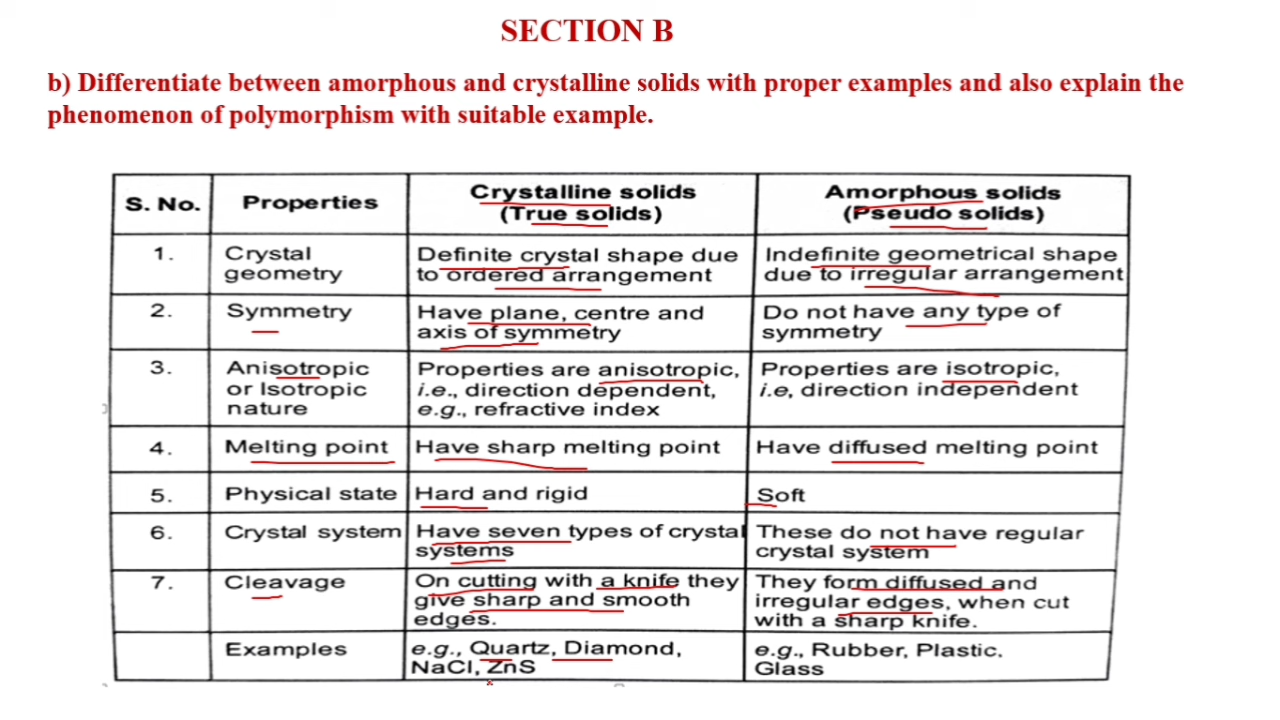 SECTION B
b) Differentiate between amorphous and crystalline solids with proper examples and also explain the
phenomenon of polymorphism with suitable example.
S. No. Properties Crystalline solids (True solids) Amorphous solids (Pseudo solids)
1. Crystal geometry Definite crystal shape due to ordered arrangement Indefinite geometrical shape due to irregular arrangement
2. Symmetry Have plane, centre and axis of symmetry Do not have any type of symmetry
3. Anisotropic or Isotropic nature Properties are anisotropic, i.e., direction dependent, e.g., refractive index Properties are isotropic, i.e, direction independent
4. Melting point Have sharp melting point Have diffused melting point
5. Physical state Hard and rigid Soft
6. Crystal system Have seven types of crystal systems These do not have regular crystal system
7. Cleavage On cutting with a knife they give sharp and smooth edges. They form diffused and irregular edges, when cut with a sharp knife.
Examples e.g., Quartz, Diamond, NaCl, ZnS e.g., Rubber, Plastic. Glass